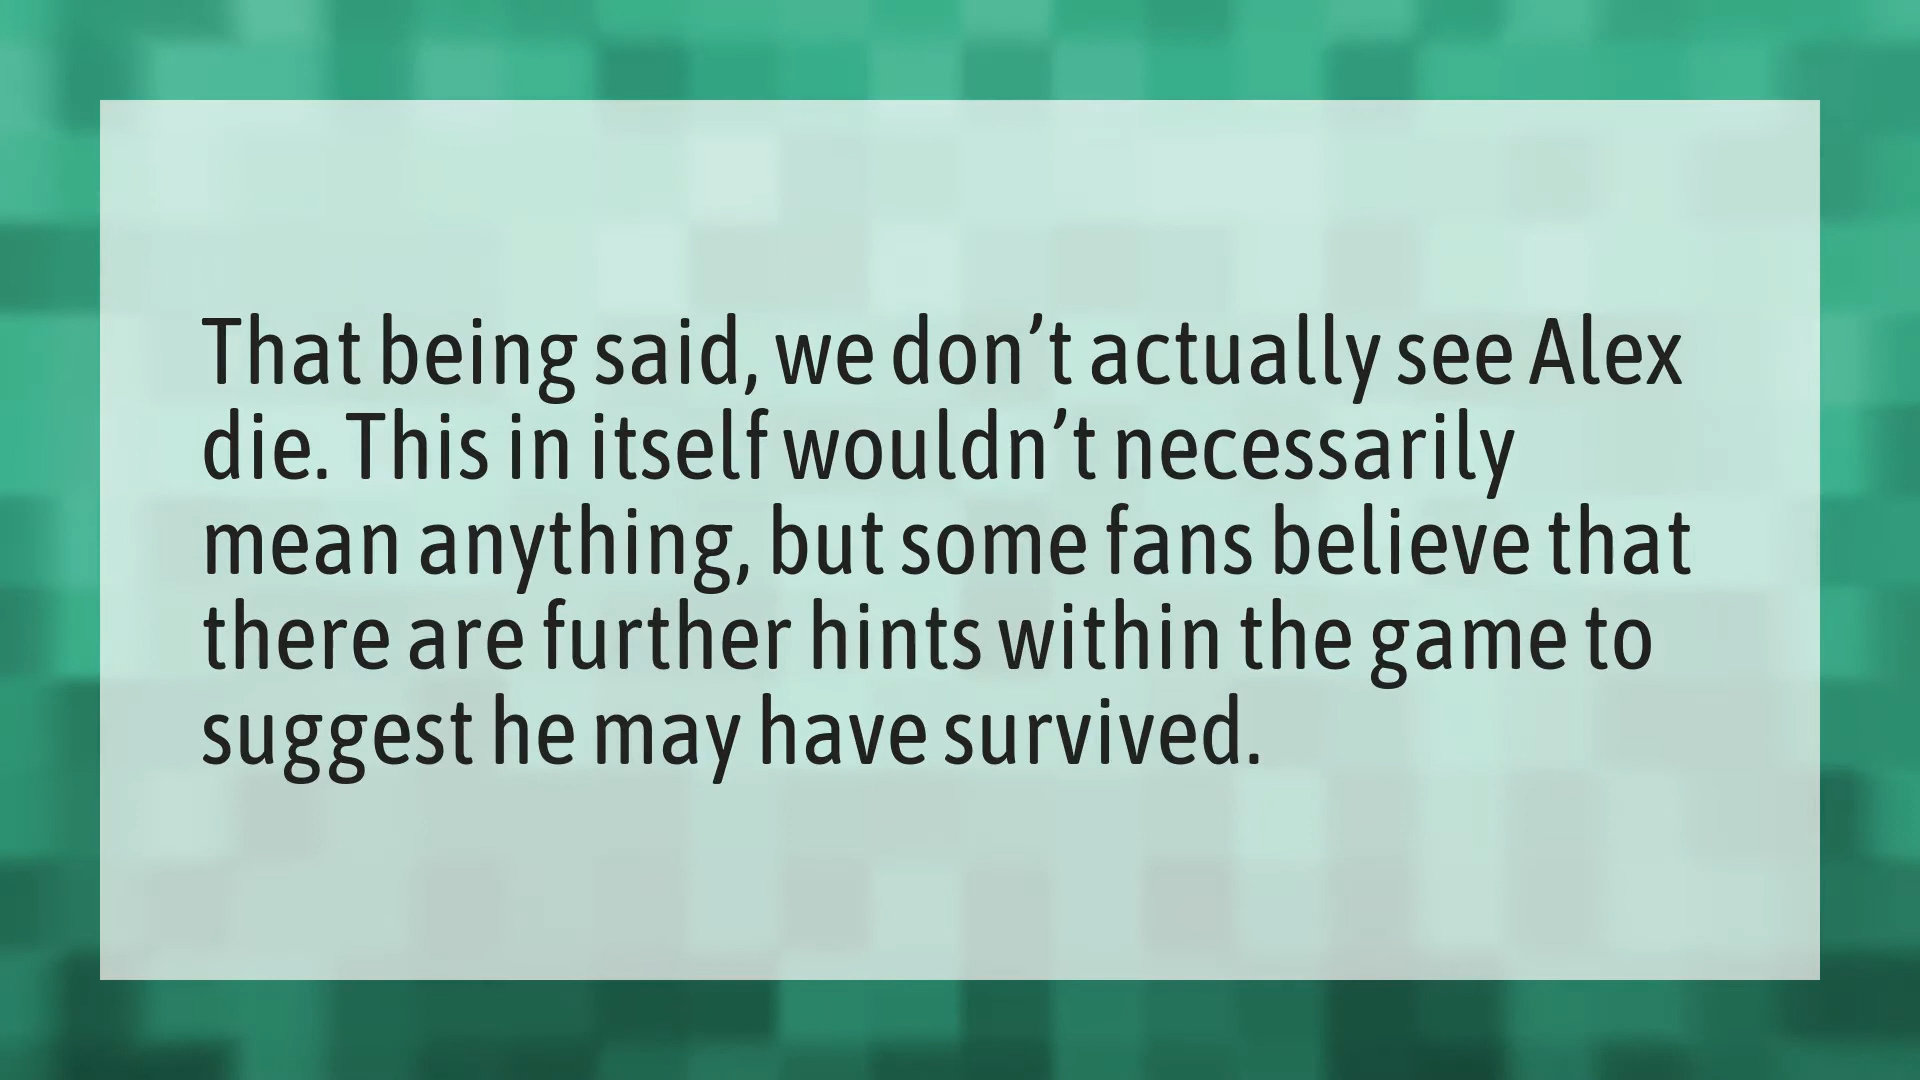 That being said, we don’t actually see Alex
die. This in itself wouldn’t necessarily
mean anything, but some fans believe that
there are further hints within the game to
suggest he may have survived.